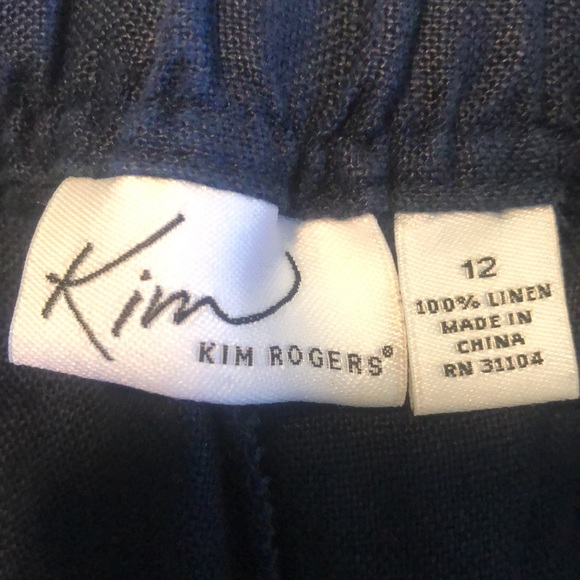 Kim
KIM ROGERS®
12
100% LINEN
MADE IN
CHINA
RN 31104